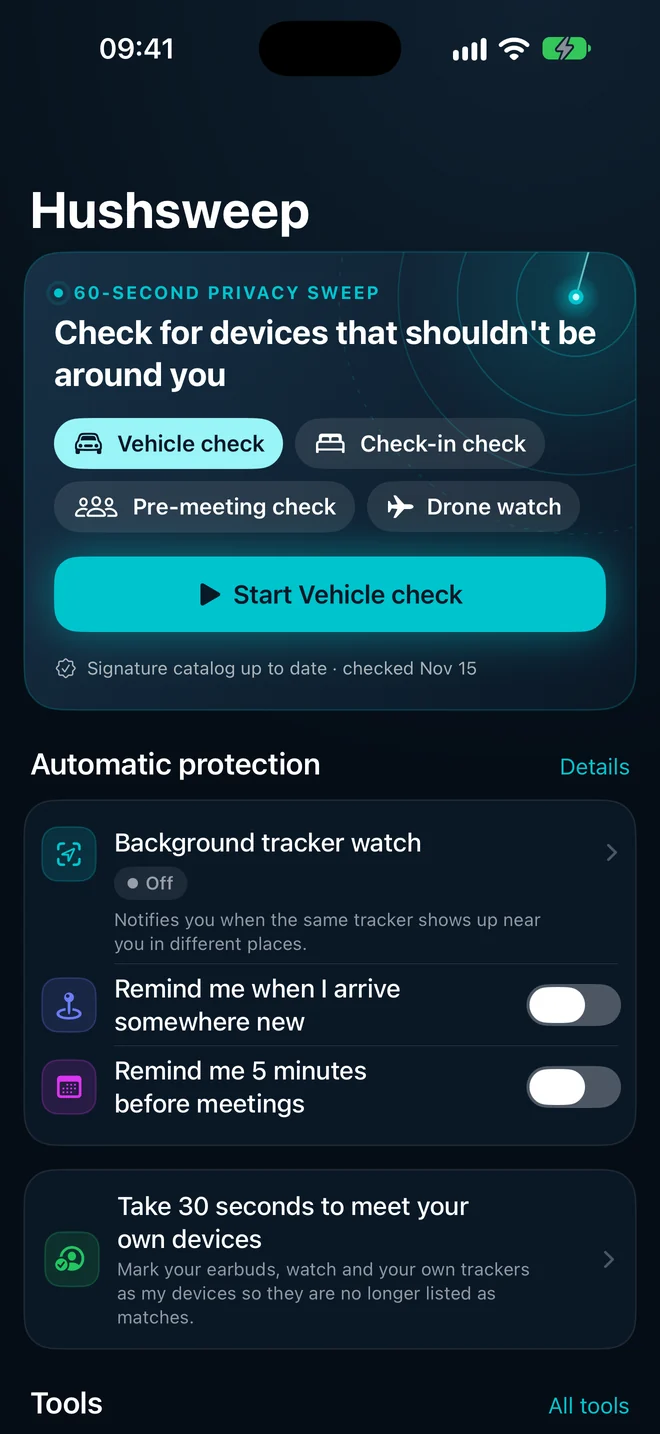 09:41
Hushsweep
60-SECOND PRIVACY SWEEP
Check for devices that shouldn't be
around you
Vehicle check
Check-in check
Pre-meeting check
Drone watch
Start Vehicle check
Signature catalog up to date · checked Nov 15
Automatic protection
Details
Background tracker watch
Off
Notifies you when the same tracker shows up near
you in different places.
Remind me when I arrive
somewhere new
Remind me 5 minutes
before meetings
Take 30 seconds to meet your
own devices
Mark your earbuds, watch and your own trackers
as my devices so they are no longer listed as
matches.
Tools
All tools